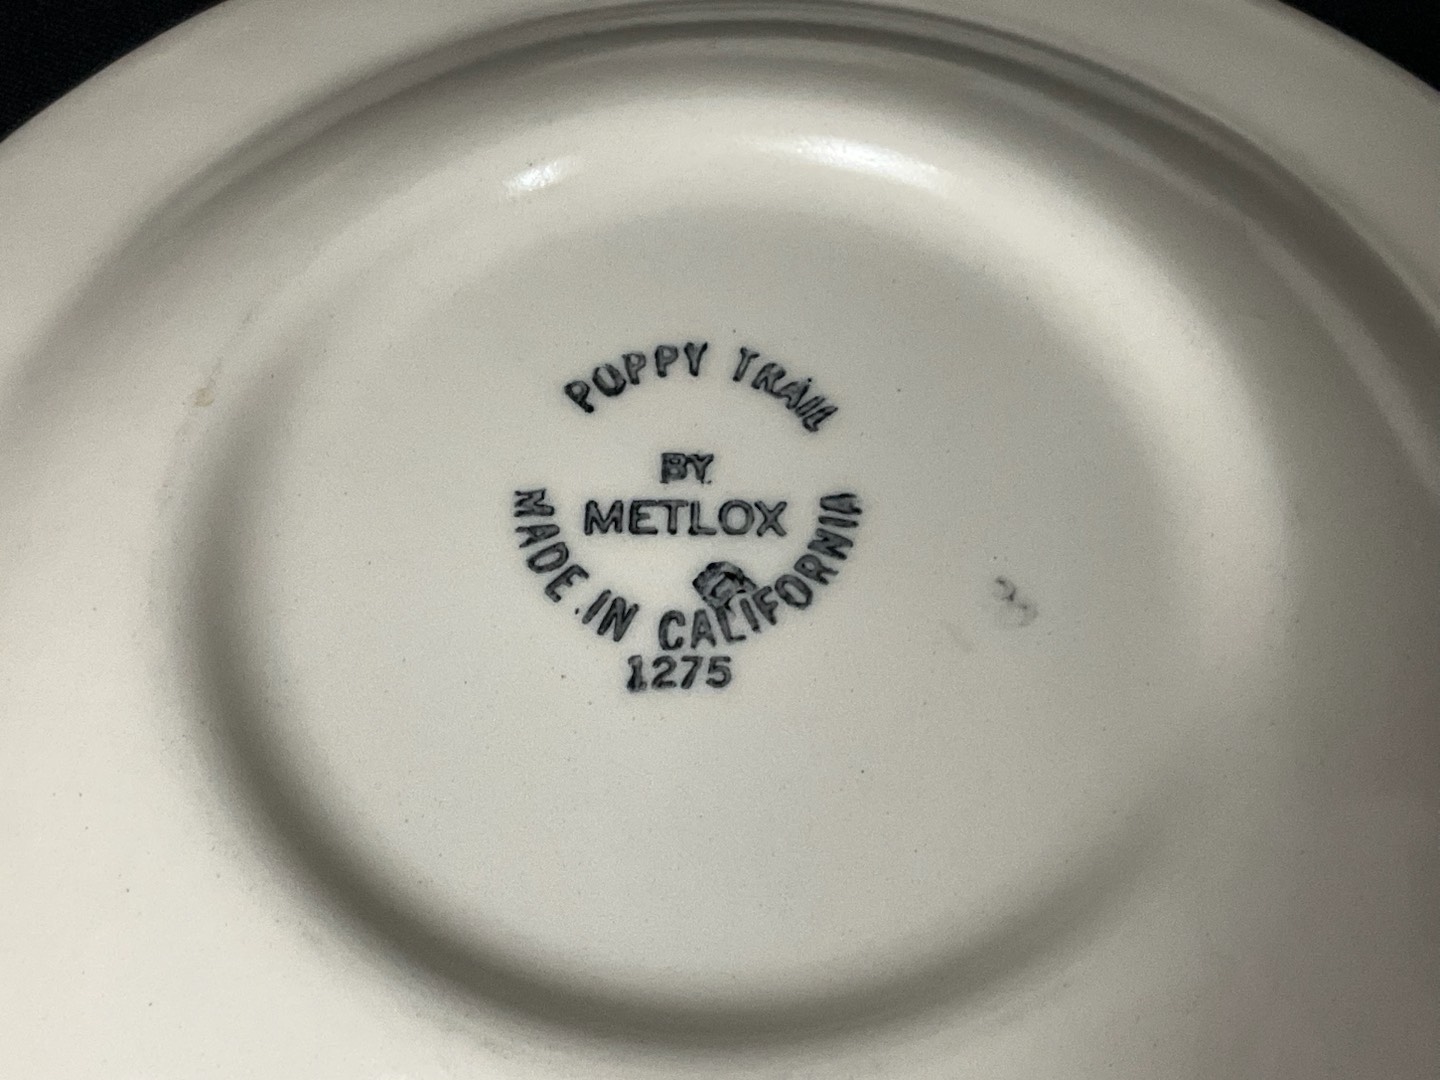 POPPY TRAIL
BY
METLOX
MADE IN CALIFORNIA
1275